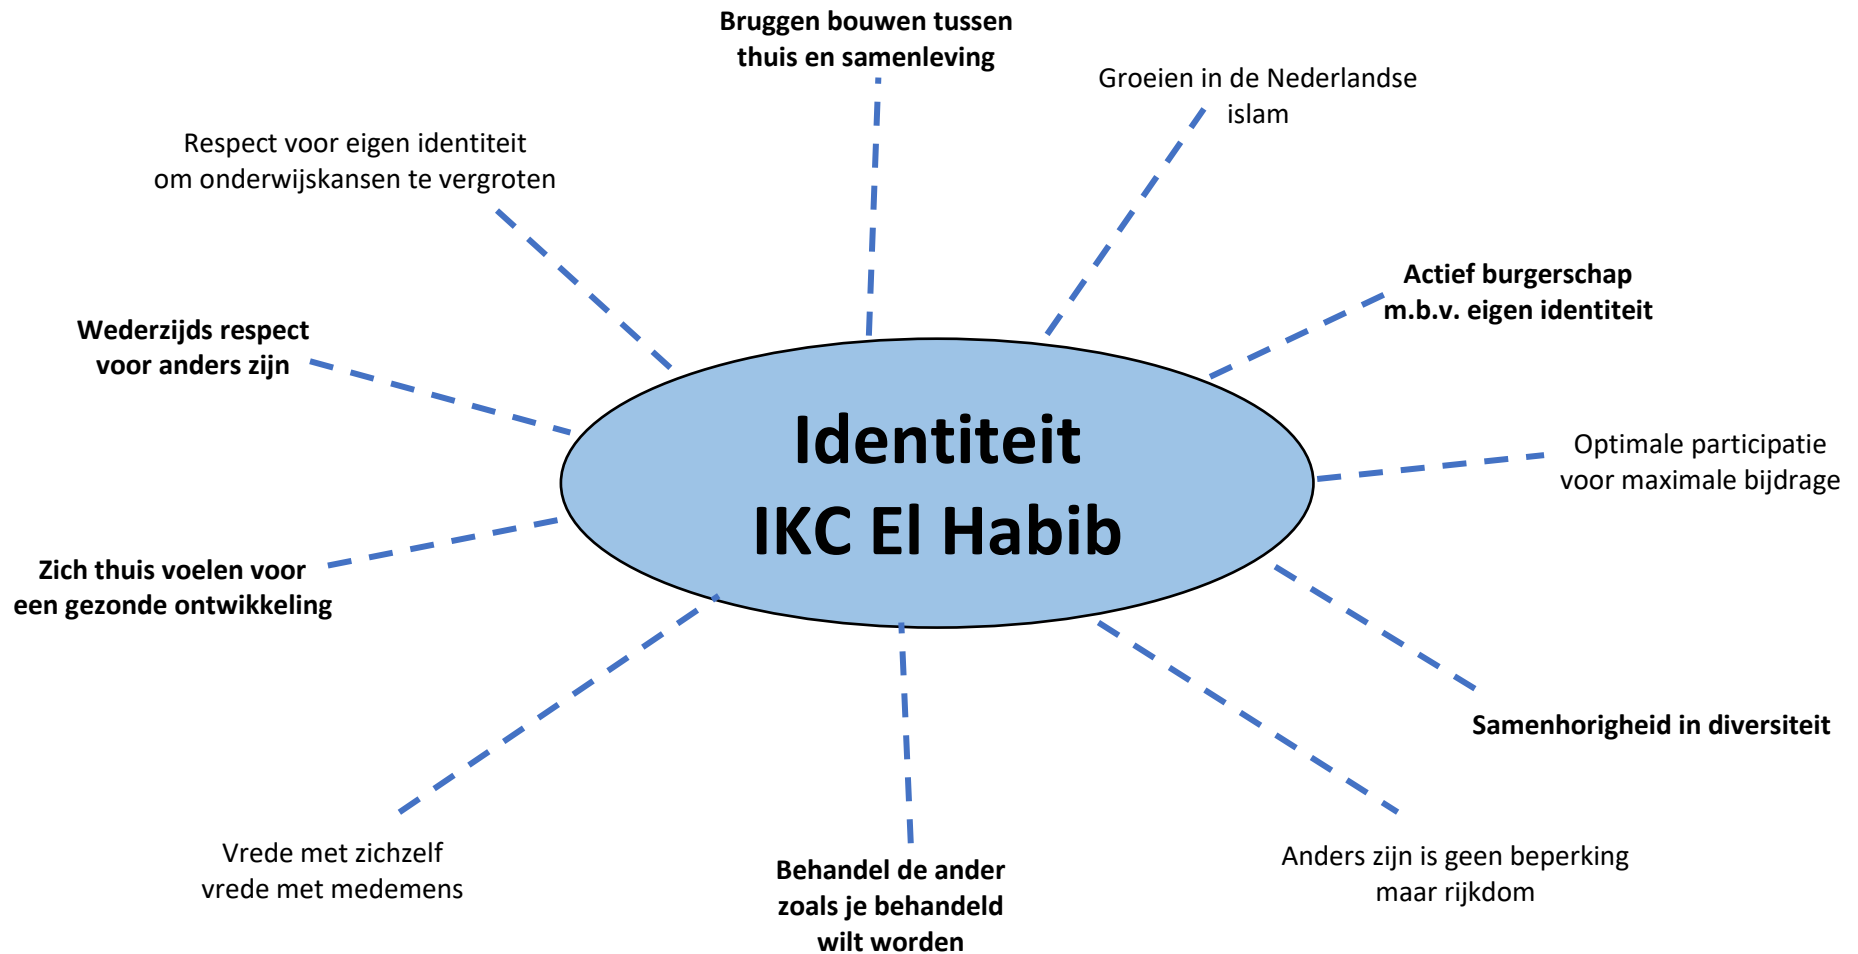 Bruggen bouwen tussen
thuis en samenleving
Groeien in de Nederlandse
islam
Respect voor eigen identiteit
om onderwijskansen te vergroten
Actief burgerschap
m.b.v. eigen identiteit
Wederzijds respect
voor anders zijn
Identiteit
IKC El Habib
Optimale participatie
voor maximale bijdrage
Zich thuis voelen voor
een gezonde ontwikkeling
Samenhorigheid in diversiteit
Vrede met zichzelf
vrede met medemens
Behandel de ander
zoals je behandeld
wilt worden
Anders zijn is geen beperking
maar rijkdom